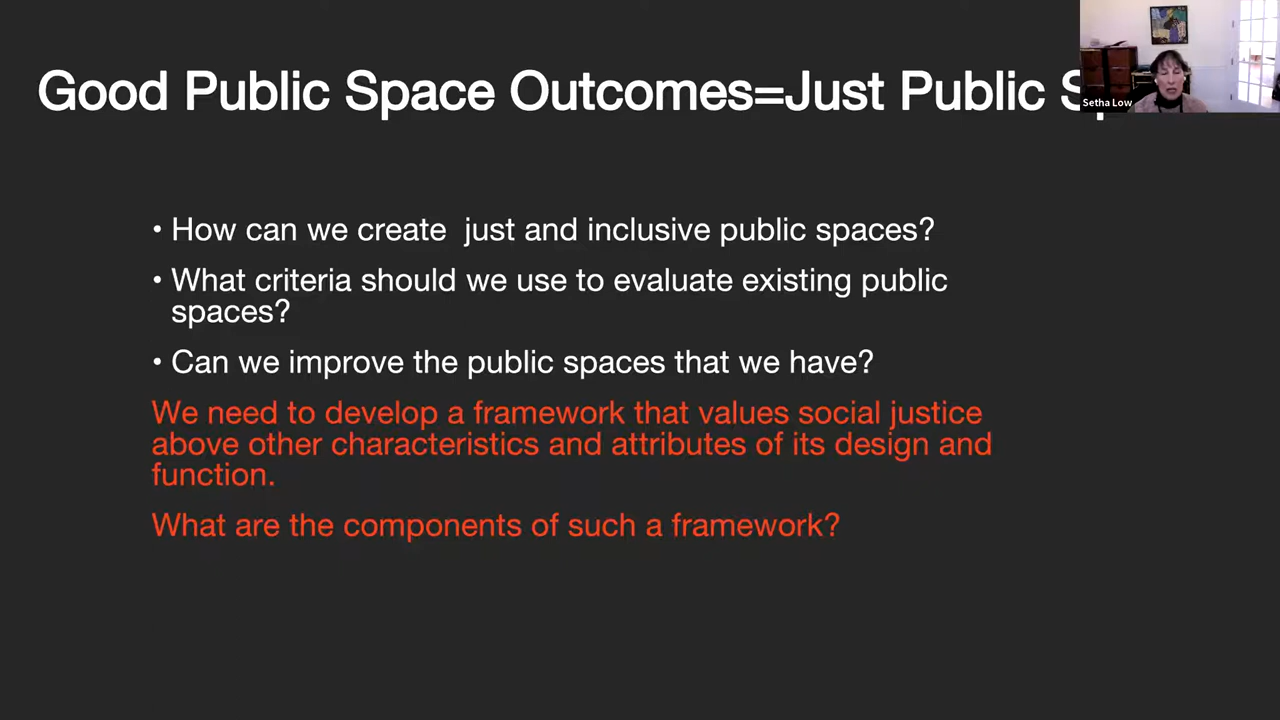 Good Public Space Outcomes=Just Public
Setha Low
• How can we create  just and inclusive public spaces?
• What criteria should we use to evaluate existing public
spaces?
• Can we improve the public spaces that we have?
We need to develop a framework that values social justice
above other characteristics and attributes of its design and
function.
What are the components of such a framework?